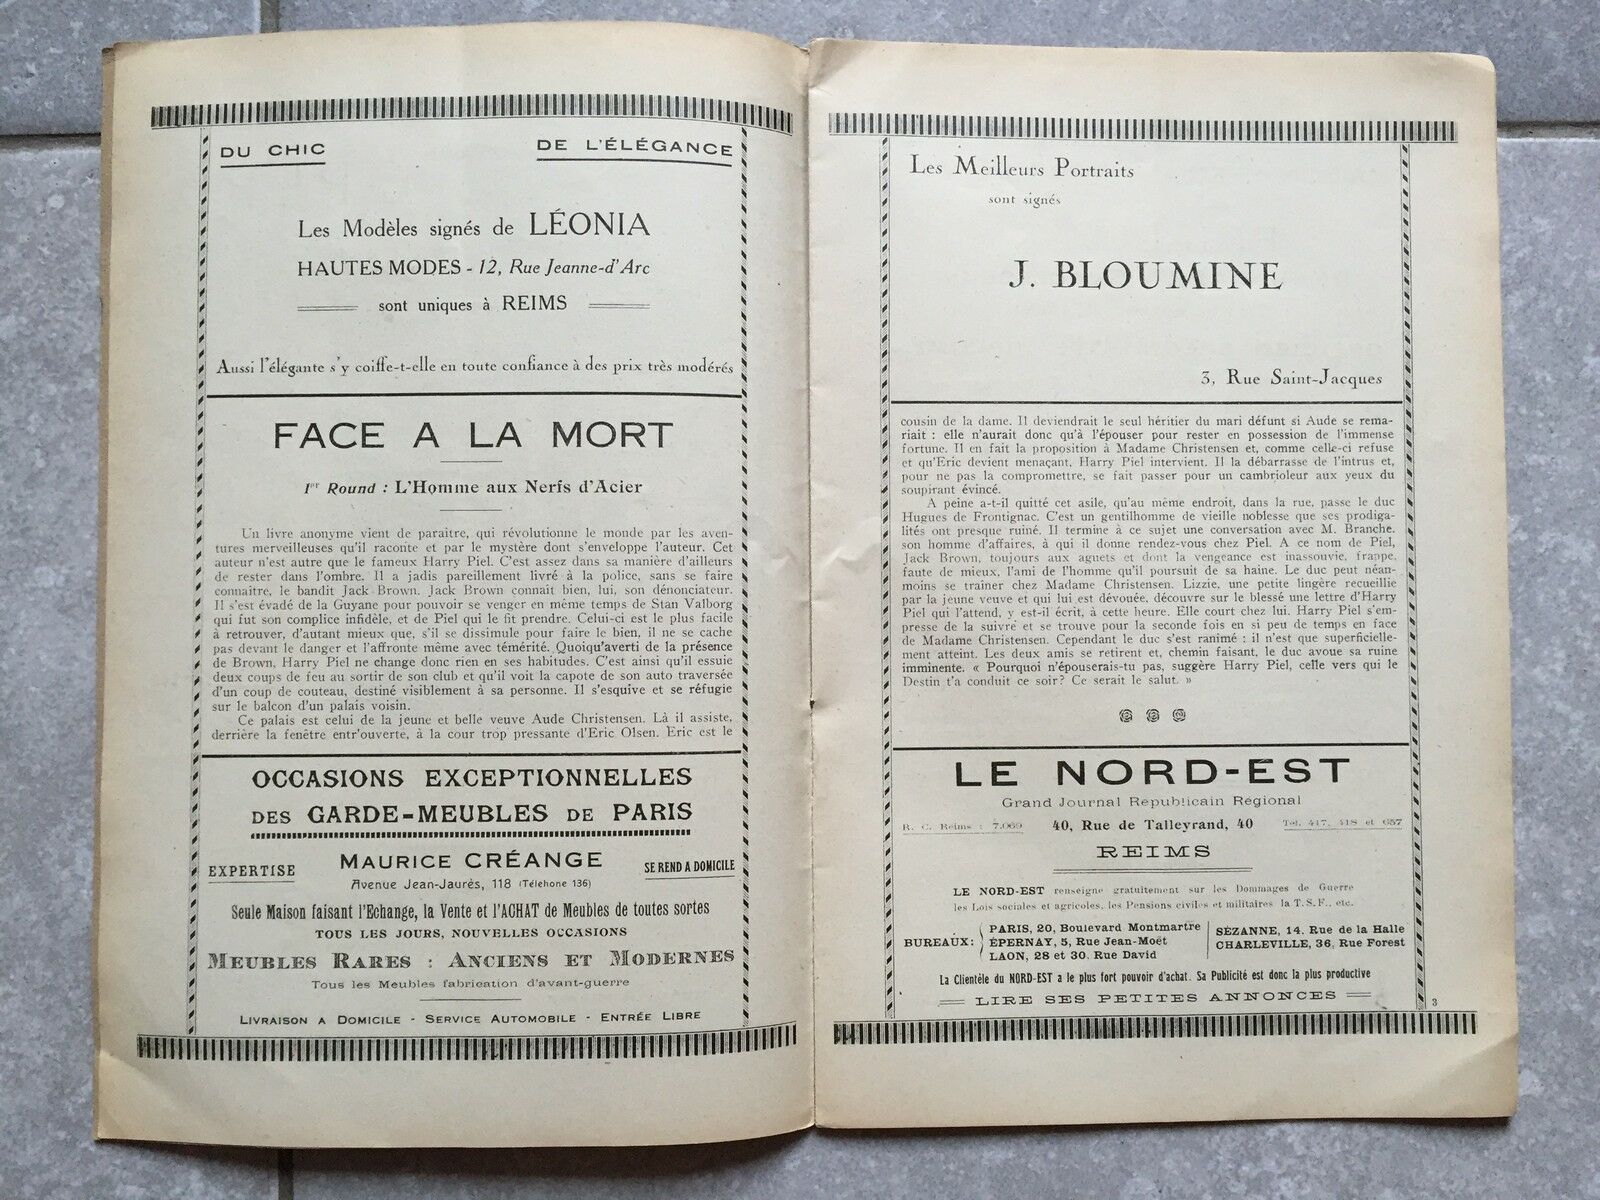 DU CHIC DE L'ÉLÉGANCE
Les Modèles signés de LÉONIA
HAUTES MODES - 12, Rue Jeanne-d'Arc
sont uniques à REIMS
Aussi l'élégante s'y coiffe-t-elle en toute confiance à des prix très modérés
FACE A LA MORT
1er Round : L'Homme aux Nerfs d'Acier
Un livre anonyme vient de paraître, qui révolutionne le monde par les aven-
tures merveilleuses qu'il raconte et par le mystère dont s'enveloppe l'auteur. Cet
auteur n'est autre que le fameux Harry Piel. C'est assez dans sa manière d'ailleurs
de rester dans l'ombre. Il a jadis pareillement livré à la police, sans se faire
connaître, le bandit Jack Brown. Jack Brown connaît bien, lui, son dénonciateur.
Il s'est évadé de la Guyane pour pouvoir se venger en même temps de Stan Valborg
qui fut son complice infidèle, et de Piel qui le fit prendre. Celui-ci est le plus facile
à retrouver, d'autant mieux que, s'il se dissimule pour faire le bien, il ne se cache
pas devant le danger et l'affronte même avec témérité. Quoiqu'averti de la présence
de Brown, Harry Piel ne change donc rien en ses habitudes. C'est ainsi qu'il essuie
deux coups de feu au sortir de son club et qu'il voit la capote de son auto traversée
d'un coup de couteau, destiné visiblement à sa personne. Il s'esquive et se réfugie
sur le balcon d'un palais voisin.
Ce palais est celui de la jeune et belle veuve Aude Christensen. Là il assiste,
derrière la fenêtre entr'ouverte, à la cour trop pressante d'Eric Olsen. Eric est le
OCCASIONS EXCEPTIONNELLES
DES GARDE-MEUBLES DE PARIS
EXPERTISE MAURICE CRÉANGE SE REND A DOMICILE
Avenue Jean-Jaurès, 118 (Téléhone 136)
Seule Maison faisant l'Echange, la Vente et l'ACHAT de Meubles de toutes sortes
TOUS LES JOURS, NOUVELLES OCCASIONS
MEUBLES RARES : ANCIENS ET MODERNES
Tous les Meubles fabrication d'avant-guerre
LIVRAISON A DOMICILE - SERVICE AUTOMOBILE - ENTRÉE LIBRE
Les Meilleurs Portraits
sont signés
J. BLOUMINE
3, Rue Saint-Jacques
cousin de la dame. Il deviendrait le seul héritier du mari défunt si Aude se rema-
riait : elle n'aurait donc qu'à l'épouser pour rester en possession de l'immense
fortune. Il en fait la proposition à Madame Christensen et, comme celle-ci refuse
et qu'Eric devient menaçant, Harry Piel intervient. Il la débarrasse de l'intrus et,
pour ne pas la compromettre, se fait passer pour un cambrioleur aux yeux du
soupirant évincé.
A peine a-t-il quitté cet asile, qu'au même endroit, dans la rue, passe le duc
Hugues de Frontignac. C'est un gentilhomme de vieille noblesse que ses prodiga-
lités ont presque ruiné. Il termine à ce sujet une conversation avec M. Branche,
son homme d'affaires, à qui il donne rendez-vous chez Piel. A ce nom de Piel,
Jack Brown, toujours aux aguets et dont la vengeance est inassouvie, frappe,
faute de mieux, l'ami de l'homme qu'il poursuit de sa haine. Le duc peut néan-
moins se traîner chez Madame Christensen. Lizzie, une petite lingère recueillie
par la jeune veuve et qui lui est dévouée, découvre sur le blessé une lettre d'Harry
Piel qui l'attend, y est-il écrit, à cette heure. Elle court chez lui. Harry Piel s'em-
presse de la suivre et se trouve pour la seconde fois en si peu de temps en face
de Madame Christensen. Cependant le duc s'est ranimé : il n'est que superficielle-
ment atteint. Les deux amis se retirent et, chemin faisant, le duc avoue sa ruine
imminente. « Pourquoi n'épouserais-tu pas, suggère Harry Piel, celle vers qui le
Destin t'a conduit ce soir? Ce serait le salut. »
LE NORD-EST
Grand Journal Republicain Régional
R. C. Reims : 7.069 40, Rue de Talleyrand, 40 Tél. 417, 418 et 657
REIMS
LE NORD-EST renseigne gratuitement sur les Dommages de Guerre
les Lois sociales et agricoles, les Pensions civiles et militaires la T.S.F., etc.
BUREAUX: PARIS, 20, Boulevard Montmartre
ÉPERNAY, 5, Rue Jean-Moët
LAON, 28 et 30, Rue David
SÉZANNE, 14, Rue de la Halle
CHARLEVILLE, 36, Rue Forest
La Clientèle du NORD-EST a le plus fort pouvoir d'achat. Sa Publicité est donc la plus productive
LIRE SES PETITES ANNONCES
3